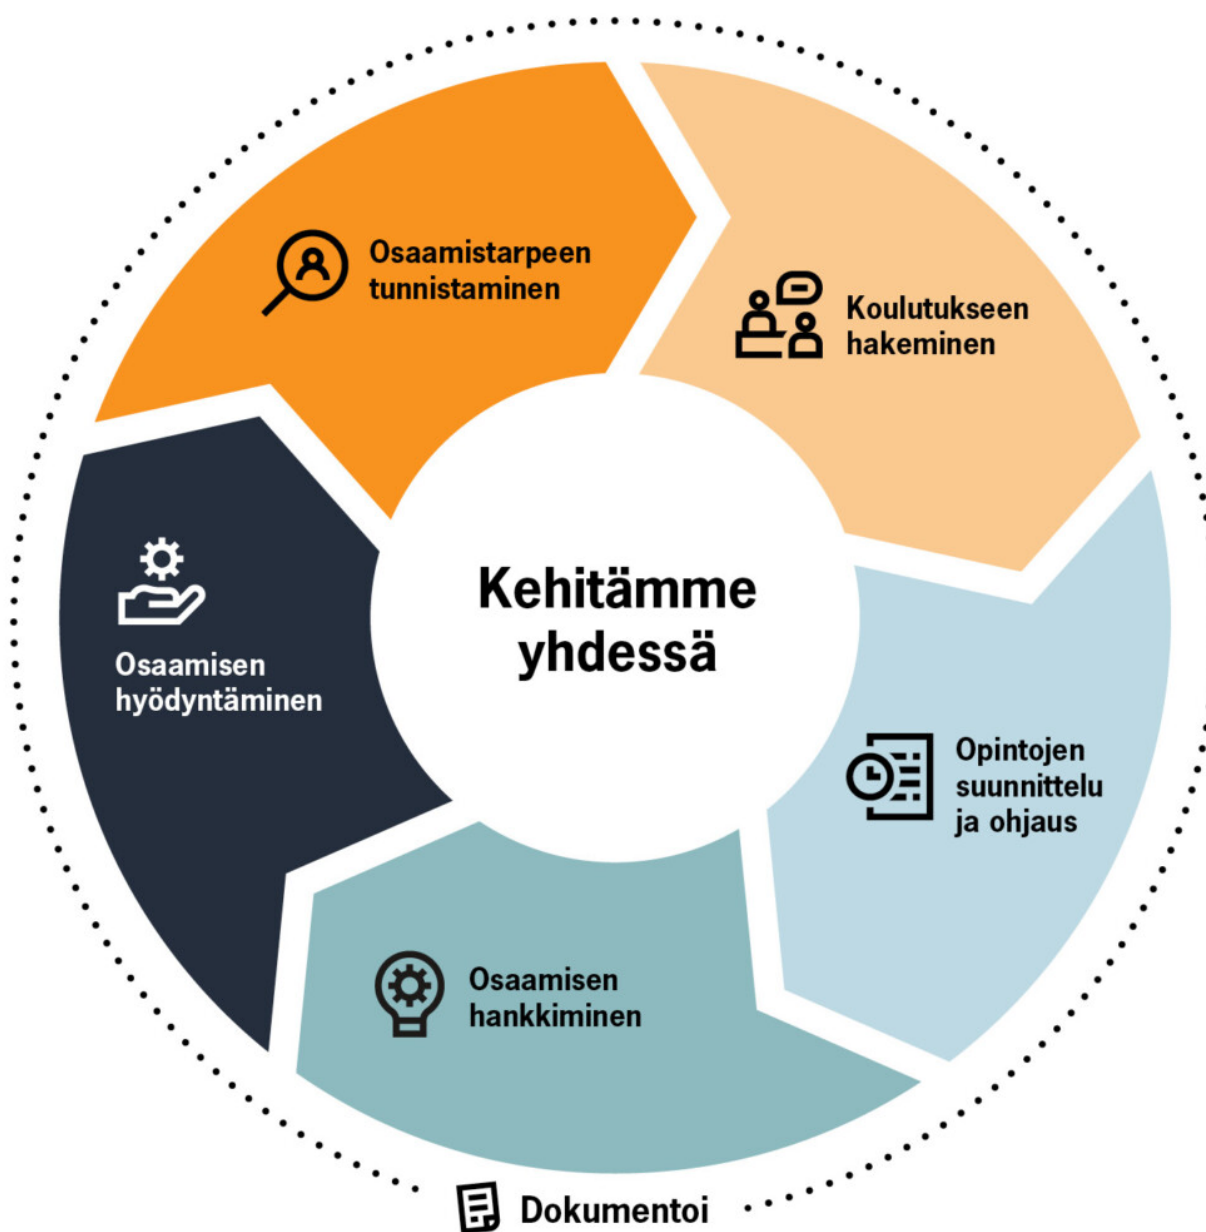 Osaamistarpeen
tunnistaminen
Koulutukseen
hakeminen
Opintojen
suunnittelu
ja ohjaus
Osaamisen
hankkiminen
Osaamisen
hyödyntäminen
Kehitämme
yhdessä
Dokumentoi